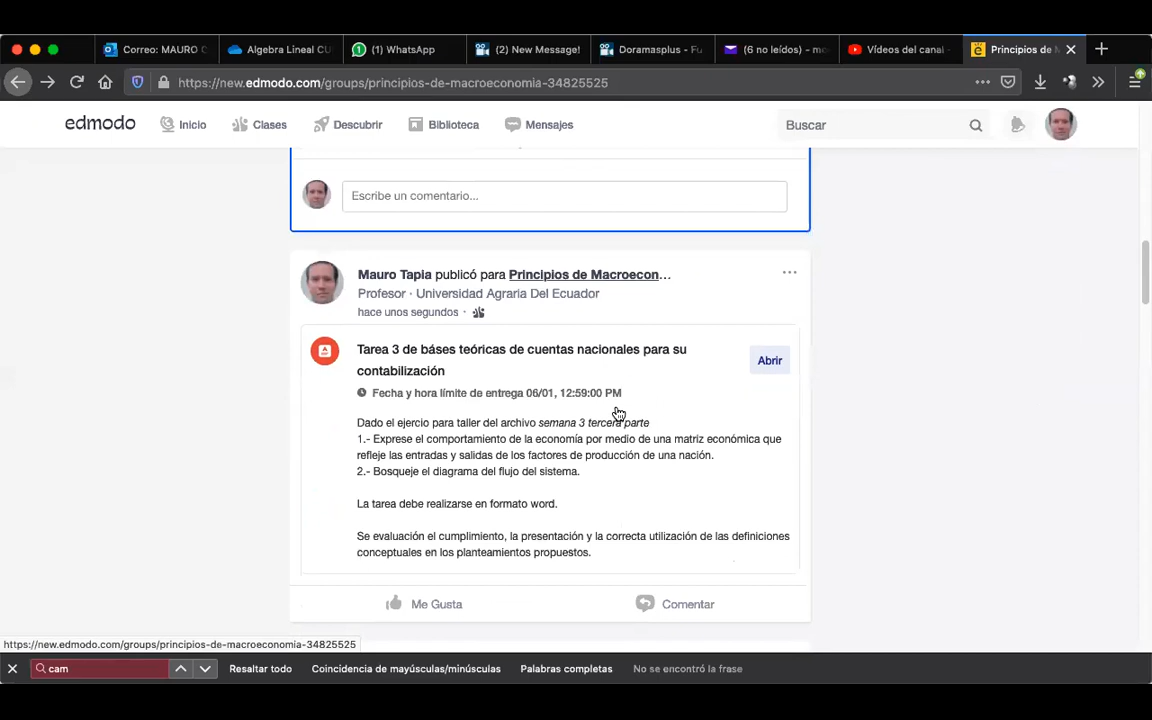 Correo: MAURO C
Algebra Lineal CU
(1) WhatsApp
(2) New Message!
Doramasplus - Fu
(6 no leídos) - m
Vídeos del canal
Principios de M
https://new.edmodo.com/groups/principios-de-macroeconomia-34825525
edmodo
Inicio
Clases
Descubrir
Biblioteca
Mensajes
Buscar
Escribe un comentario...
Mauro Tapia publicó para Principios de Macroecon...
Profesor · Universidad Agraria Del Ecuador
hace unos segundos ·
Tarea 3 de báses teóricas de cuentas nacionales para su
contabilización
Abrir
Fecha y hora límite de entrega 06/01, 12:59:00 PM
Dado el ejercio para taller del archivo semana 3 tercera parte
1.- Exprese el comportamiento de la economía por medio de una matriz económica que
refleje las entradas y salidas de los factores de producción de una nación.
2.- Bosqueje el diagrama del flujo del sistema.
La tarea debe realizarse en formato word.
Se evaluación el cumplimiento, la presentación y la correcta utilización de las definiciones
conceptuales en los planteamientos propuestos.
Me Gusta
Comentar
https://new.edmodo.com/groups/principios-de-macroeconomia-34825525
cam
Resaltar todo
Coincidencia de mayúsculas/minúsculas
Palabras completas
No se encontró la frase